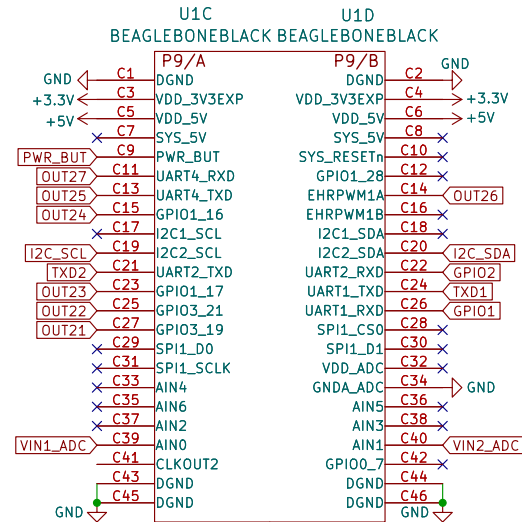 U1C U1D
BEAGLEBONEBLACK BEAGLEBONEBLACK
P9/A P9/B
GND C1 DGND DGND C2 GND
+3.3V C3 VDD_3V3EXP VDD_3V3EXP C4 +3.3V
+5V C5 VDD_5V VDD_5V C6 +5V
C7 SYS_5V SYS_5V C8
PWR_BUT C9 PWR_BUT SYS_RESETn C10
OUT27 C11 UART4_RXD GPIO1_28 C12
OUT25 C13 UART4_TXD EHRPWM1A C14 OUT26
OUT24 C15 GPIO1_16 EHRPWM1B C16
C17 I2C1_SCL I2C1_SDA C18
I2C_SCL C19 I2C2_SCL I2C2_SDA C20 I2C_SDA
TXD2 C21 UART2_TXD UART2_RXD C22 GPIO2
OUT23 C23 GPIO1_17 UART1_TXD C24 TXD1
OUT22 C25 GPIO3_21 UART1_RXD C26 GPIO1
OUT21 C27 GPIO3_19 SPI1_CS0 C28
C29 SPI1_D0 SPI1_D1 C30
C31 SPI1_SCLK VDD_ADC C32
C33 AIN4 GNDA_ADC C34 GND
C35 AIN6 AIN5 C36
C37 AIN2 AIN3 C38
VIN1_ADC C39 AIN0 AIN1 C40 VIN2_ADC
C41 CLKOUT2 GPIO0_7 C42
C43 DGND DGND C44
C45 DGND DGND C46
GND GND